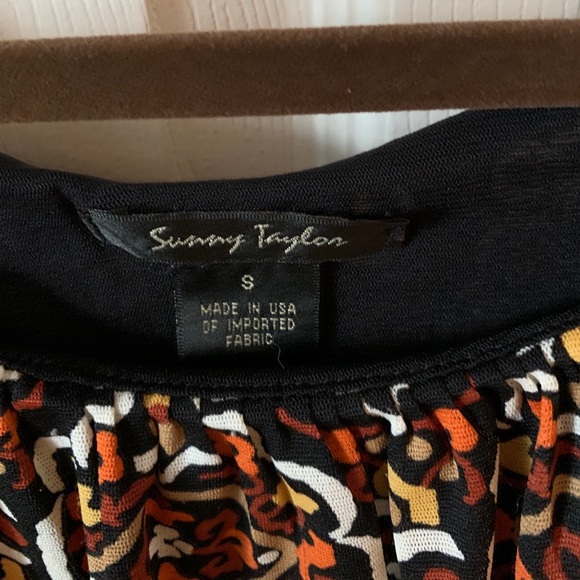 Sunny Taylor
S
MADE IN USA
OF IMPORTED
FABRIC